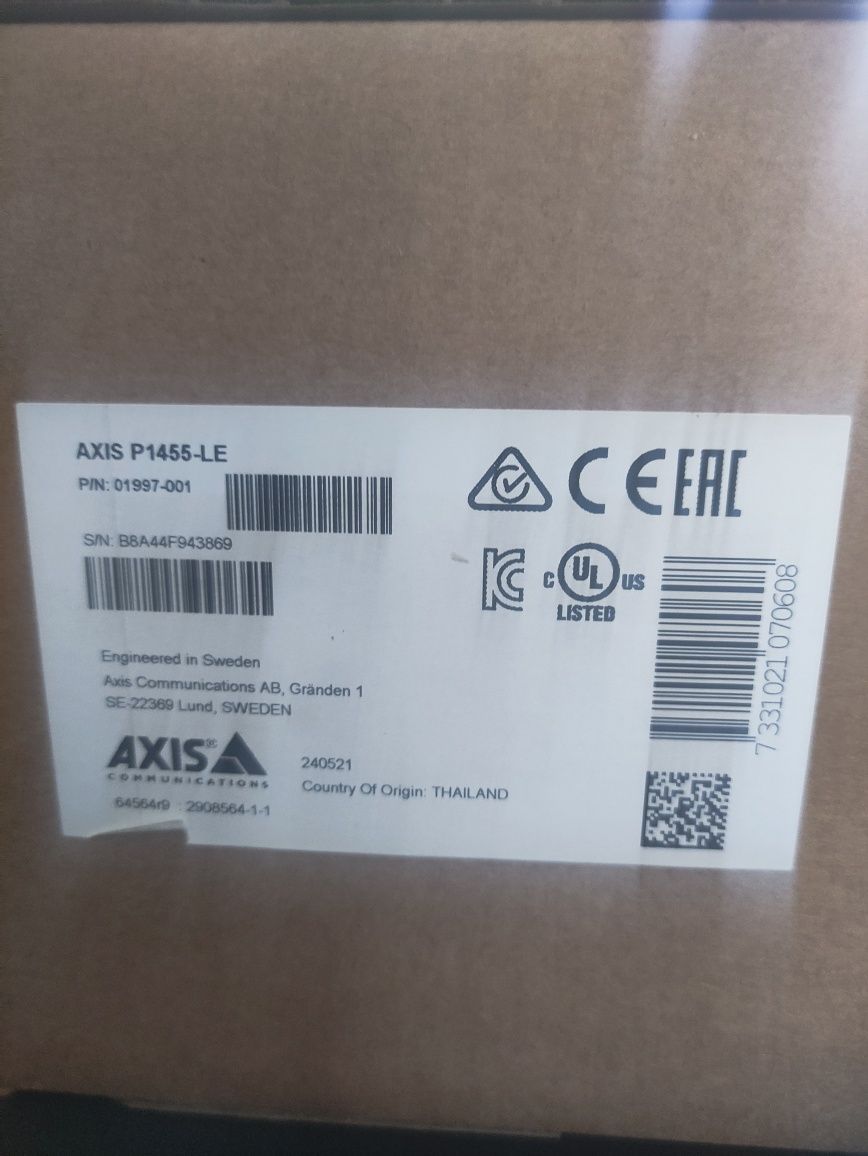 AXIS P1455-LE
P/N: 01997-001
S/N: B8A44F943869
CE EAC
KC
C UL US
LISTED
7 331021 070608
Engineered in Sweden
Axis Communications AB, Gränden 1
SE-22369 Lund, SWEDEN
AXIS®
COMMUNICATIONS
240521
Country Of Origin: THAILAND
64564r9 : 2908564-1-1